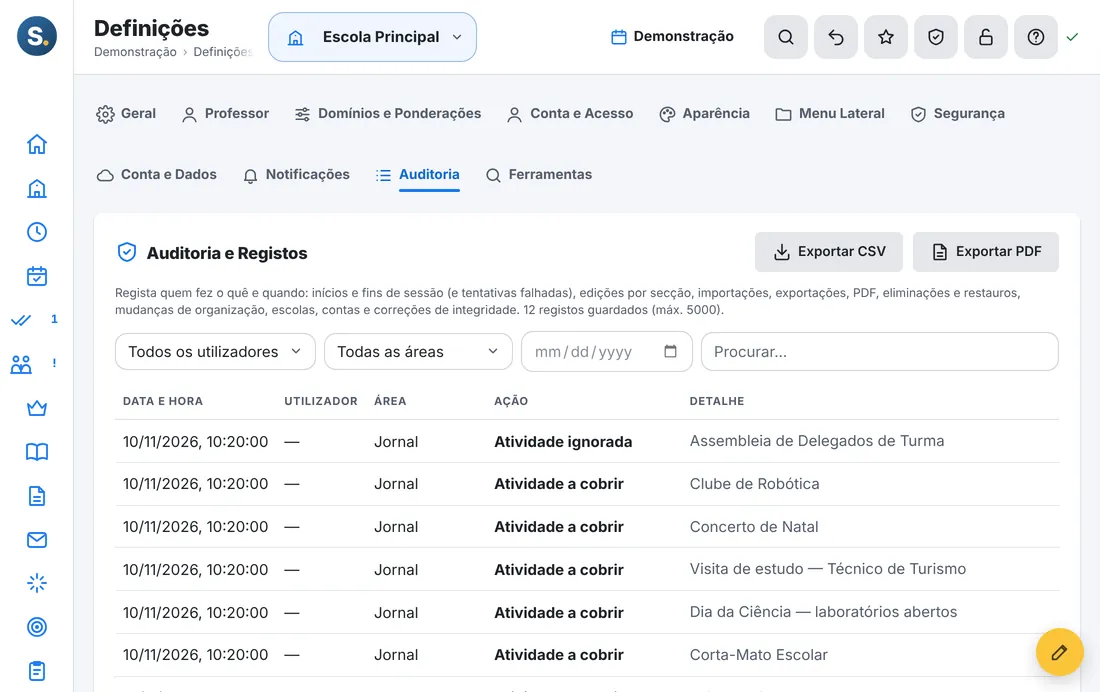 S.
Definições
Demonstração › Definições
Escola Principal
Demonstração
Geral
Professor
Domínios e Ponderações
Conta e Acesso
Aparência
Menu Lateral
Segurança
Conta e Dados
Notificações
Auditoria
Ferramentas
1
!
Auditoria e Registos
Exportar CSV
Exportar PDF
Regista quem fez o quê e quando: inícios e fins de sessão (e tentativas falhadas), edições por secção, importações, exportações, PDF, eliminações e restauros,
mudanças de organização, escolas, contas e correções de integridade. 12 registos guardados (máx. 5000).
Todos os utilizadores
Todas as áreas
mm/dd/yyyy
Procurar...
DATA E HORA UTILIZADOR ÁREA AÇÃO DETALHE
10/11/2026, 10:20:00 — Jornal Atividade ignorada Assembleia de Delegados de Turma
10/11/2026, 10:20:00 — Jornal Atividade a cobrir Clube de Robótica
10/11/2026, 10:20:00 — Jornal Atividade a cobrir Concerto de Natal
10/11/2026, 10:20:00 — Jornal Atividade a cobrir Visita de estudo — Técnico de Turismo
10/11/2026, 10:20:00 — Jornal Atividade a cobrir Dia da Ciência — laboratórios abertos
10/11/2026, 10:20:00 — Jornal Atividade a cobrir Corta-Mato Escolar